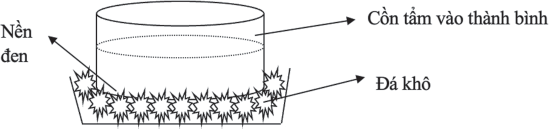 Cồn tẩm vào thành bình
Nền
đen
Đá khô